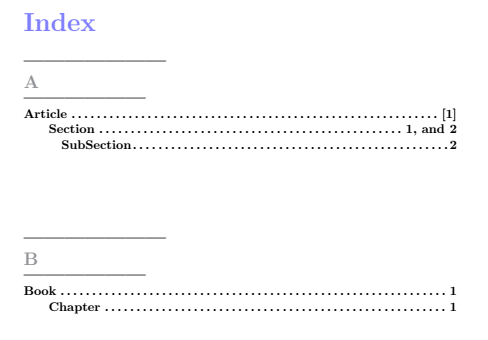 Index
A
Article ........................................................ [1]
Section ................................................ 1, and 2
SubSection.................................................2
B
Book ............................................................ 1
Chapter ..................................................... 1